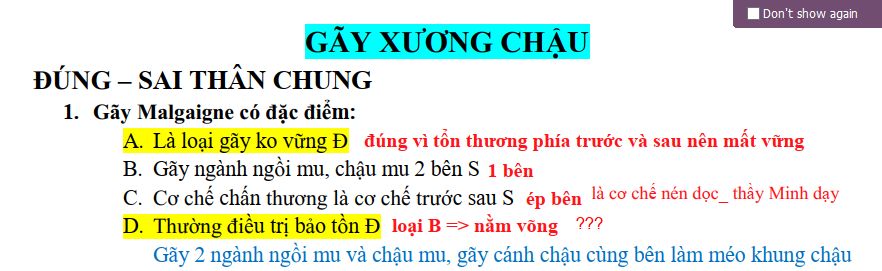 Don't show again
GÃY XƯƠNG CHẬU
ĐÚNG – SAI THÂN CHUNG
1. Gãy Malgaigne có đặc điểm:
A. Là loại gãy ko vững Đ đúng vì tổn thương phía trước và sau nên mất vững
B. Gãy ngành ngồi mu, chậu mu 2 bên S 1 bên
C. Cơ chế chấn thương là cơ chế trước sau S ép bên là cơ chế nén dọc_ thầy Minh dạy
D. Thường điều trị bảo tồn Đ loại B => nằm võng ???
Gãy 2 ngành ngồi mu và chậu mu, gãy cánh chậu cùng bên làm méo khung chậu